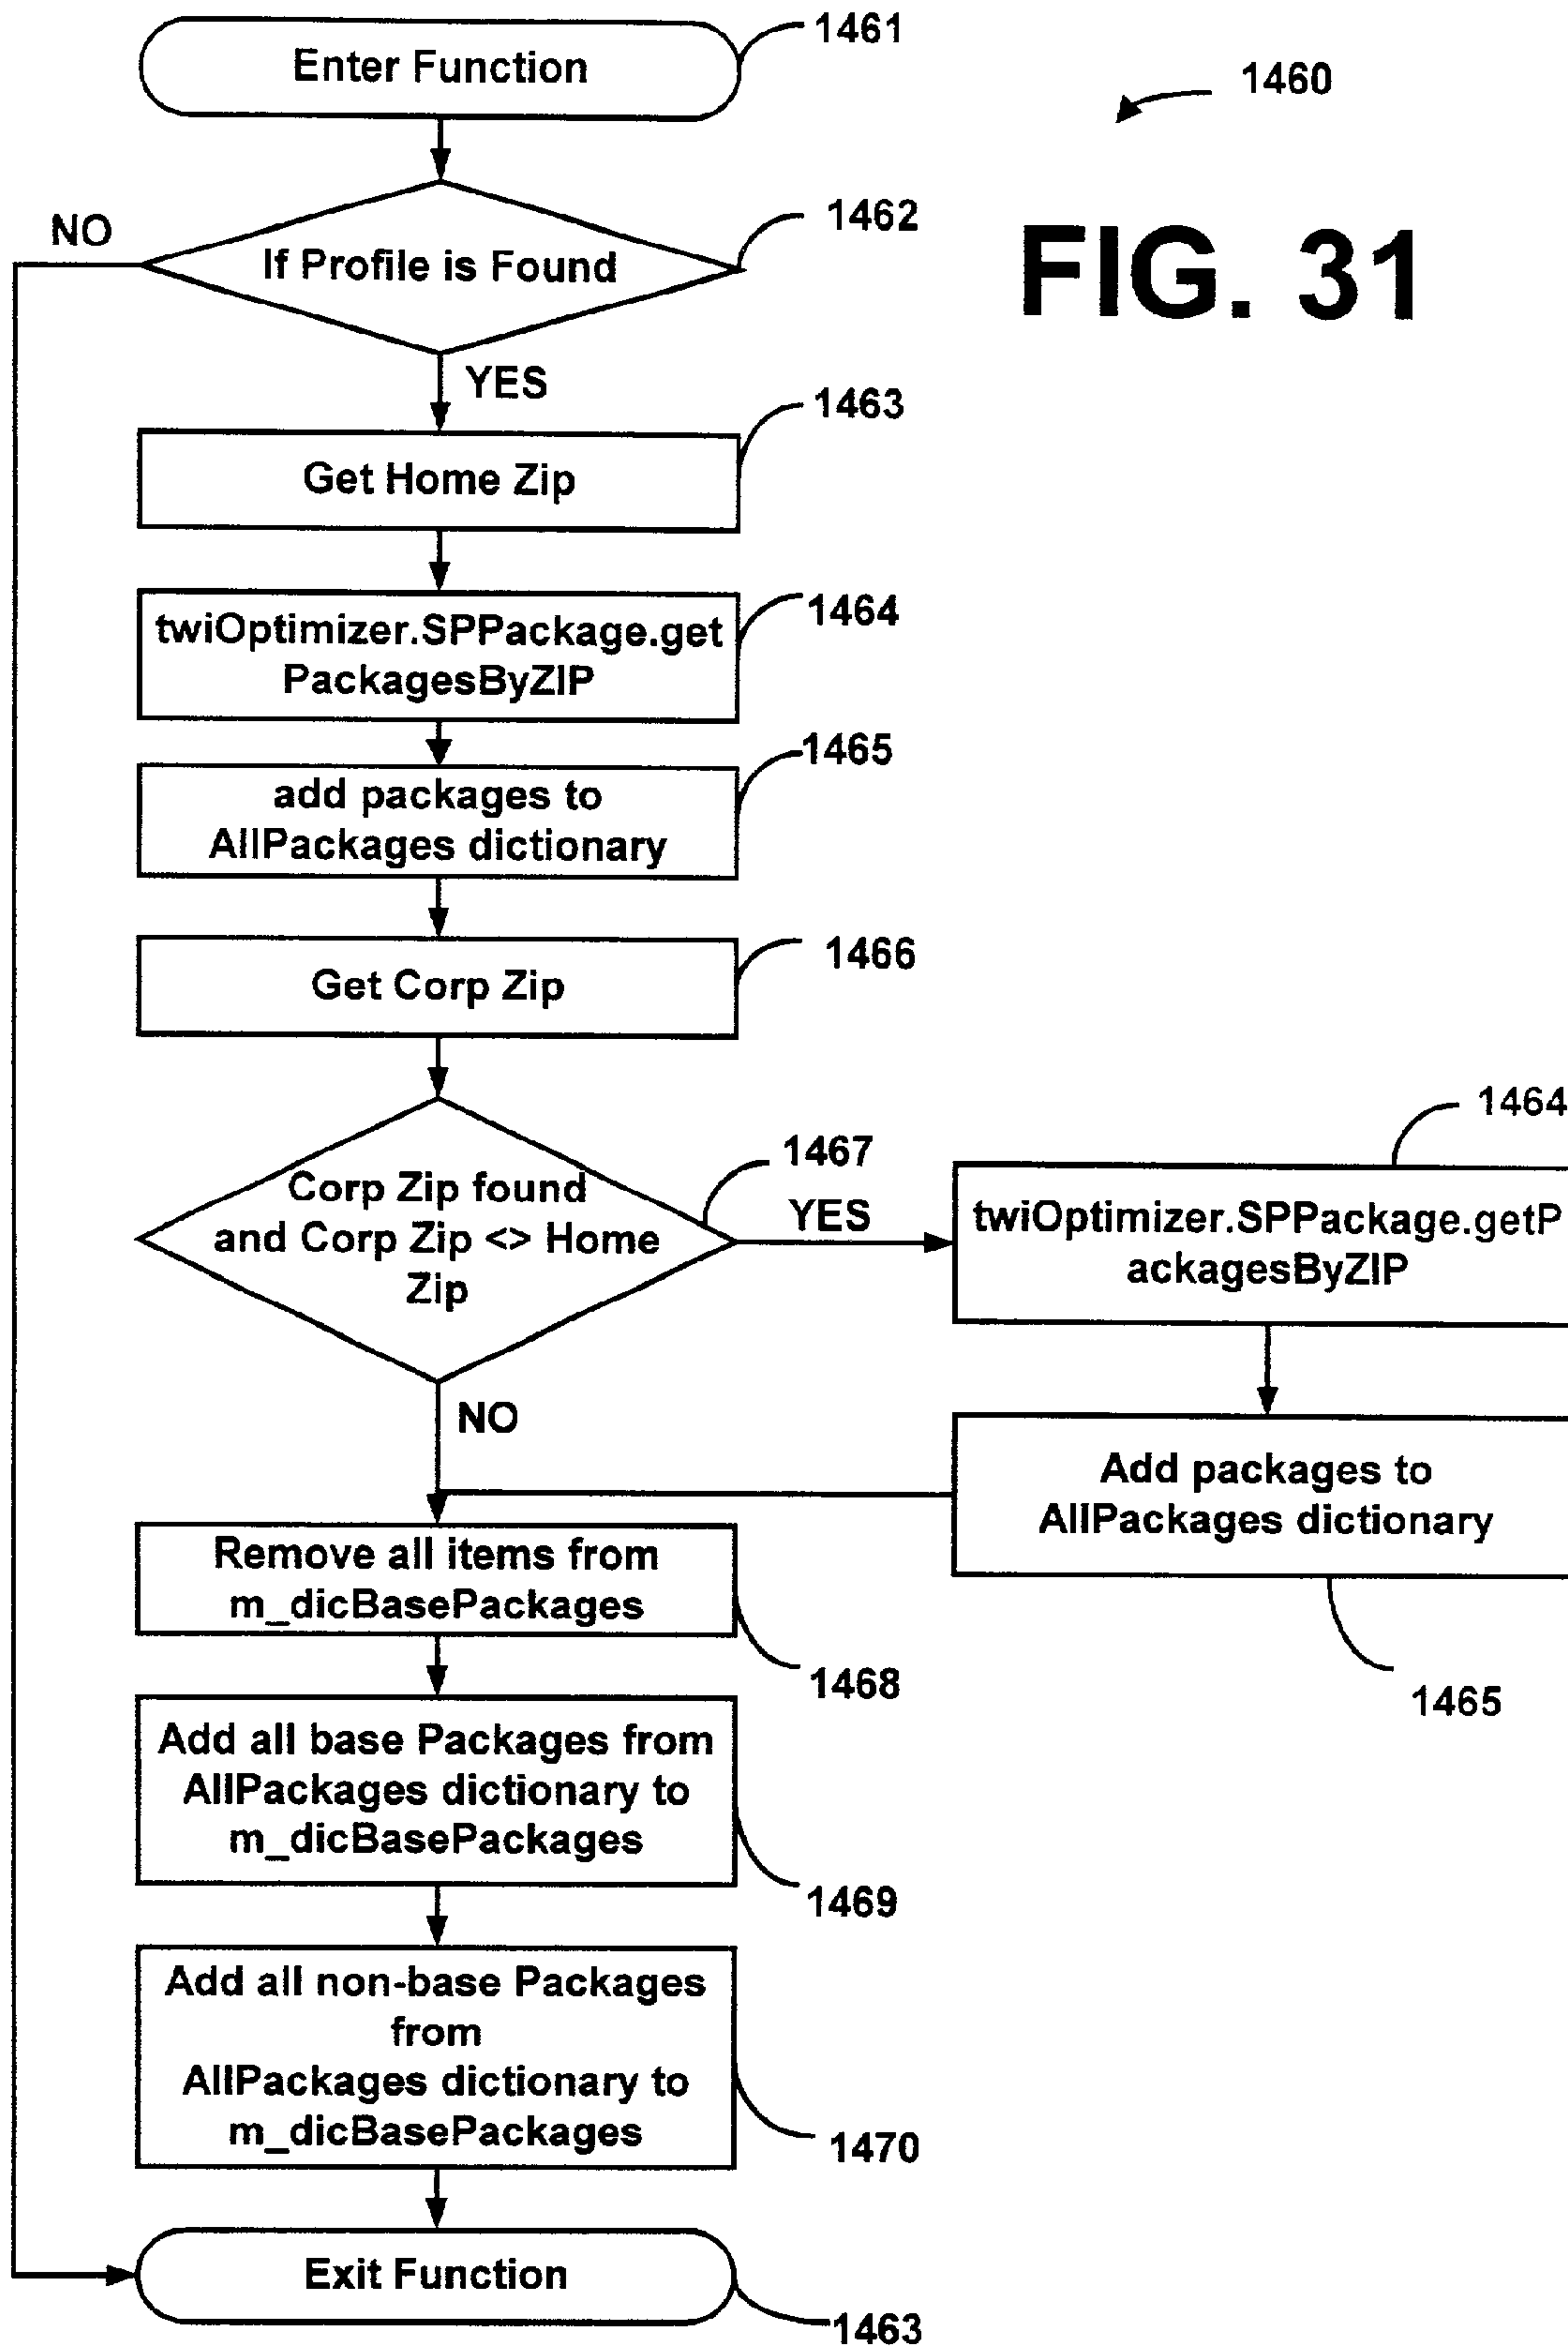 Enter Function
1461
1460
FIG. 31
NO
If Profile is Found
1462
YES
1463
Get Home Zip
1464
twiOptimizer.SPPackage.get
PackagesByZIP
1465
add packages to
AllPackages dictionary
1466
Get Corp Zip
1467
Corp Zip found
and Corp Zip <> Home
Zip
YES
1464
twiOptimizer.SPPackage.getP
ackagesByZIP
NO
Add packages to
AllPackages dictionary
1465
Remove all items from
m_dicBasePackages
1468
Add all base Packages from
AllPackages dictionary to
m_dicBasePackages
1469
Add all non-base Packages
from
AllPackages dictionary to
m_dicBasePackages
1470
Exit Function
1463